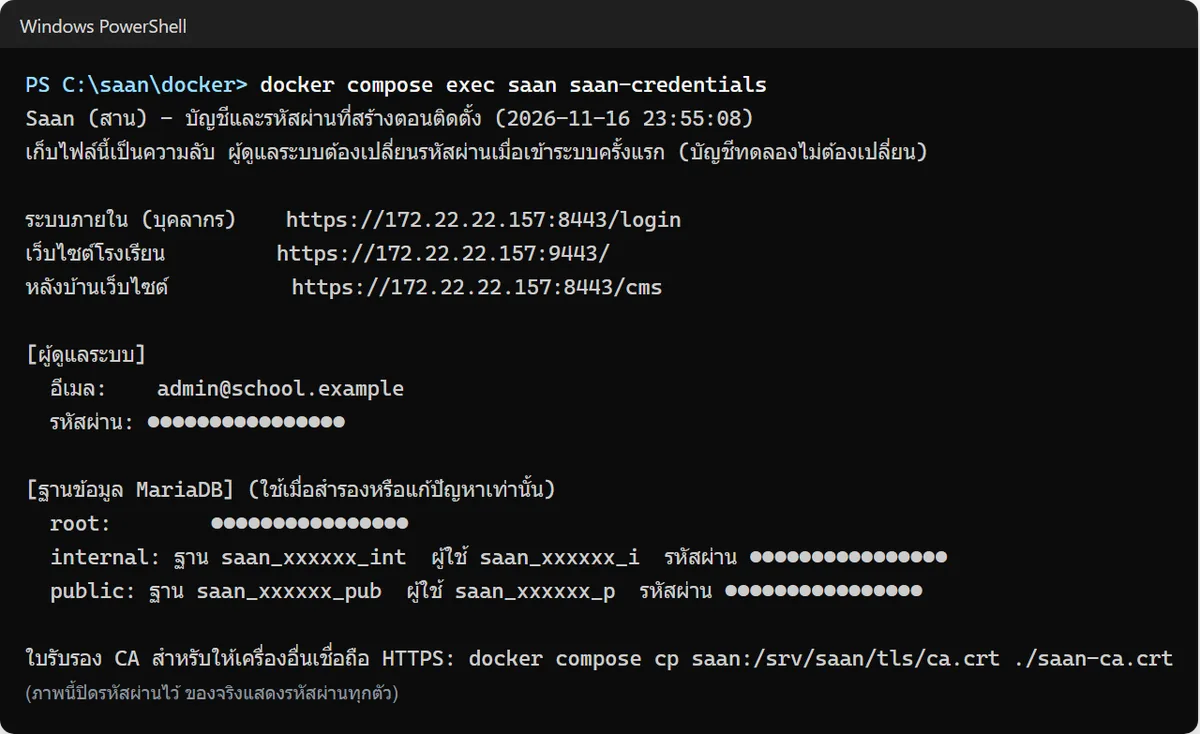 Windows PowerShell
PS C:\saan\docker> docker compose exec saan saan-credentials
Saan (สาน) - บัญชีและรหัสผ่านที่สร้างตอนติดตั้ง (2026-11-16 23:55:08)
เก็บไฟล์นี้เป็นความลับ ผู้ดูแลระบบต้องเปลี่ยนรหัสผ่านเมื่อเข้าระบบครั้งแรก (บัญชีทดลองไม่ต้องเปลี่ยน)
ระบบภายใน (บุคลากร) https://172.22.22.157:8443/login
เว็บไซต์โรงเรียน https://172.22.22.157:9443/
หลังบ้านเว็บไซต์ https://172.22.22.157:8443/cms
[ผู้ดูแลระบบ]
อีเมล: admin@school.example
รหัสผ่าน: ●●●●●●●●●●●●●●●●
[ฐานข้อมูล MariaDB] (ใช้เมื่อสำรองหรือแก้ปัญหาเท่านั้น)
root: ●●●●●●●●●●●●●●●●
internal: ฐาน saan_xxxxxx_int ผู้ใช้ saan_xxxxxx_i รหัสผ่าน ●●●●●●●●●●●●●●●●
public: ฐาน saan_xxxxxx_pub ผู้ใช้ saan_xxxxxx_p รหัสผ่าน ●●●●●●●●●●●●●●●●
ใบรับรอง CA สำหรับให้เครื่องอื่นเชื่อถือ HTTPS: docker compose cp saan:/srv/saan/tls/ca.crt ./saan-ca.crt
(ภาพนี้ปิดรหัสผ่านไว้ ของจริงแสดงรหัสผ่านทุกตัว)